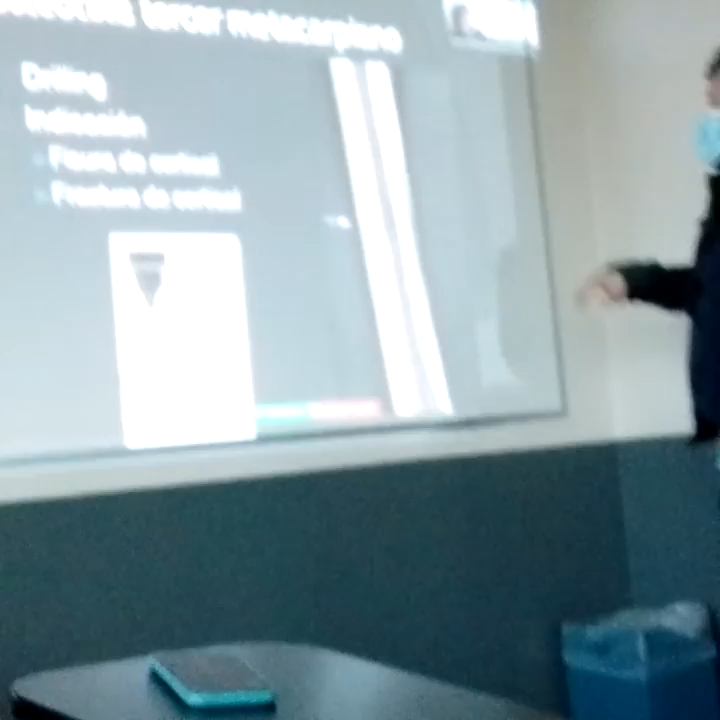 tercer metacarpiano
Drilling
Indicación
Fisura de cortical
Fractura de cortical